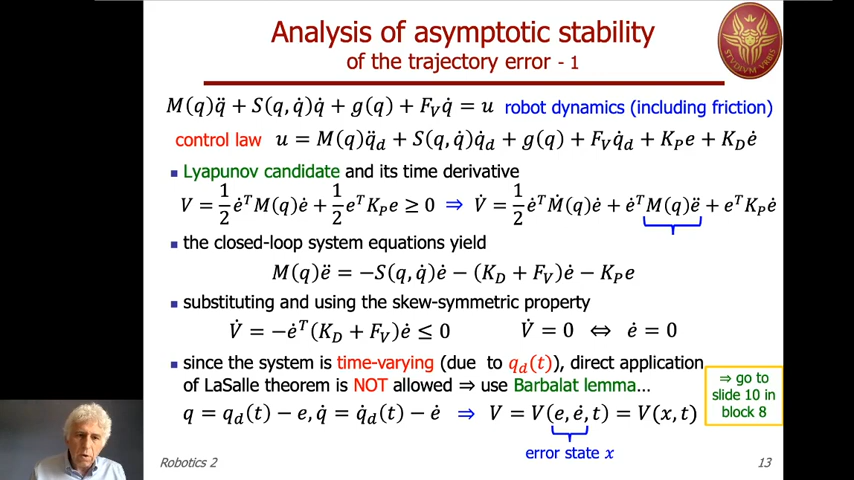 Analysis of asymptotic stability
of the trajectory error - 1
STVDIVM VRBIS
M(q)q̈ + S(q, q̇)q̇ + g(q) + F_V q̇ = u robot dynamics (including friction)
control law u = M(q)q̈_d + S(q, q̇)q̇_d + g(q) + F_V q̇_d + K_P e + K_D ė
▪ Lyapunov candidate and its time derivative
V = 1/2 ė^T M(q)ė + 1/2 e^T K_P e ≥ 0 ⇒ V̇ = 1/2 ė^T Ṁ(q)ė + ė^T M(q)ë + e^T K_P ė
▪ the closed-loop system equations yield
M(q)ë = −S(q, q̇)ė − (K_D + F_V)ė − K_P e
▪ substituting and using the skew-symmetric property
V̇ = −ė^T (K_D + F_V)ė ≤ 0 V̇ = 0 ⇔ ė = 0
▪ since the system is time-varying (due to q_d(t)), direct application
of LaSalle theorem is NOT allowed ⇒ use Barbalat lemma...
q = q_d(t) − e, q̇ = q̇_d(t) − ė ⇒ V = V(e, ė, t) = V(x, t)
error state x
⇒ go to
slide 10 in
block 8
Robotics 2
13